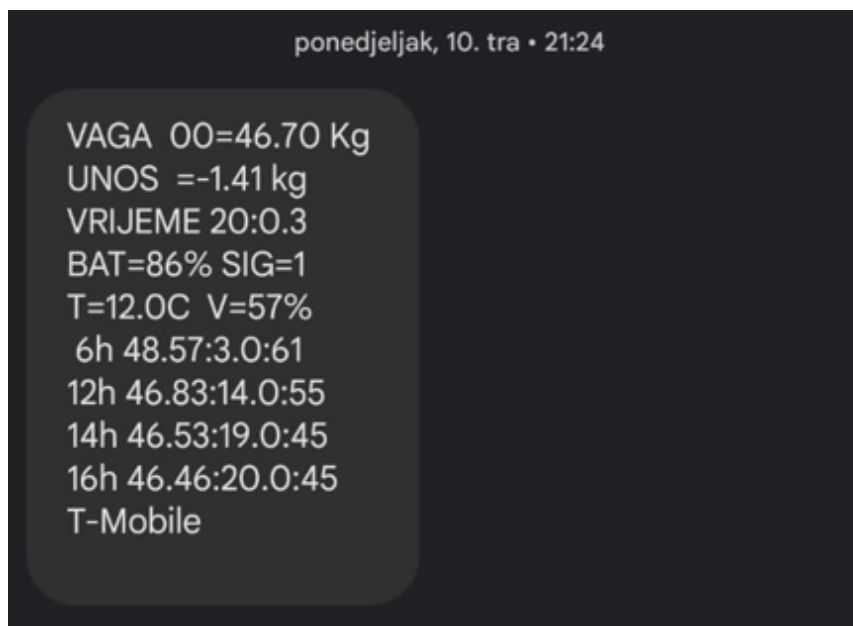 ponedjeljak, 10. tra • 21:24
VAGA  00=46.70 Kg
UNOS  =-1.41 kg
VRIJEME 20:0.3
BAT=86% SIG=1
T=12.0C  V=57%
6h 48.57:3.0:61
12h 46.83:14.0:55
14h 46.53:19.0:45
16h 46.46:20.0:45
T-Mobile